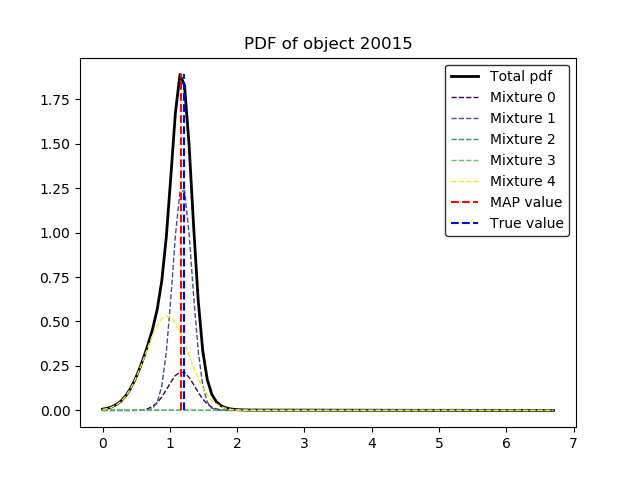 PDF of object 20015
Total pdf
Mixture 0
Mixture 1
Mixture 2
Mixture 3
Mixture 4
MAP value
True value
1.75
1.50
1.25
1.00
0.75
0.50
0.25
0.00
0 1 2 3 4 5 6 7